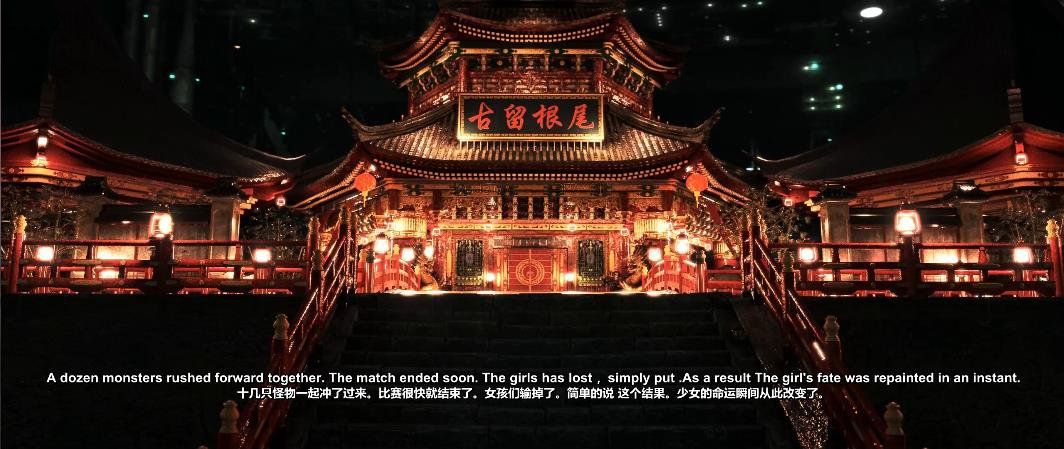 古留根尾
A dozen monsters rushed forward together. The match ended soon. The girls has lost , simply put .As a result The girl's fate was repainted in an instant.
十几只怪物一起冲了过来。比赛很快就结束了。女孩们输掉了。简单的说 这个结果。少女的命运瞬间从此改变了。